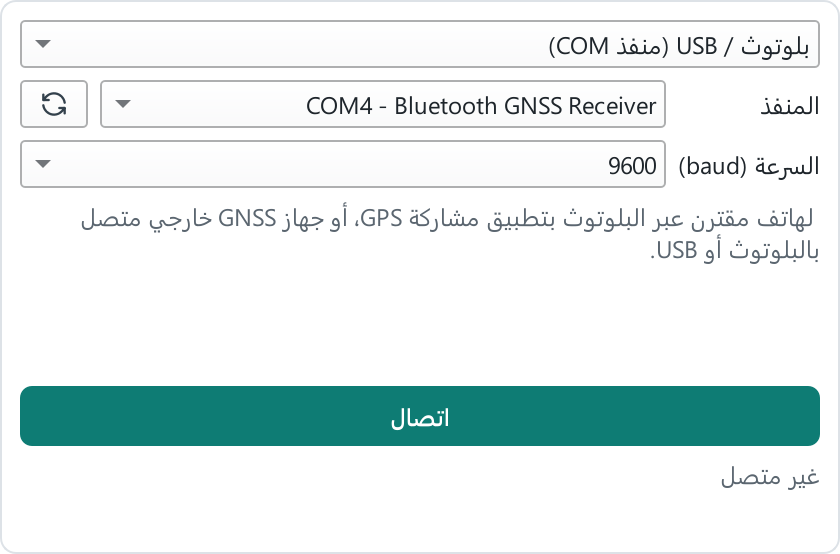 بلوتوث / USB (منفذ COM)
المنفذ
COM4 - Bluetooth GNSS Receiver
السرعة (baud)
9600
لهاتف مقترن عبر البلوتوث بتطبيق مشاركة GPS، أو جهاز GNSS خارجي متصل
بالبلوتوث أو USB.
اتصال
غير متصل